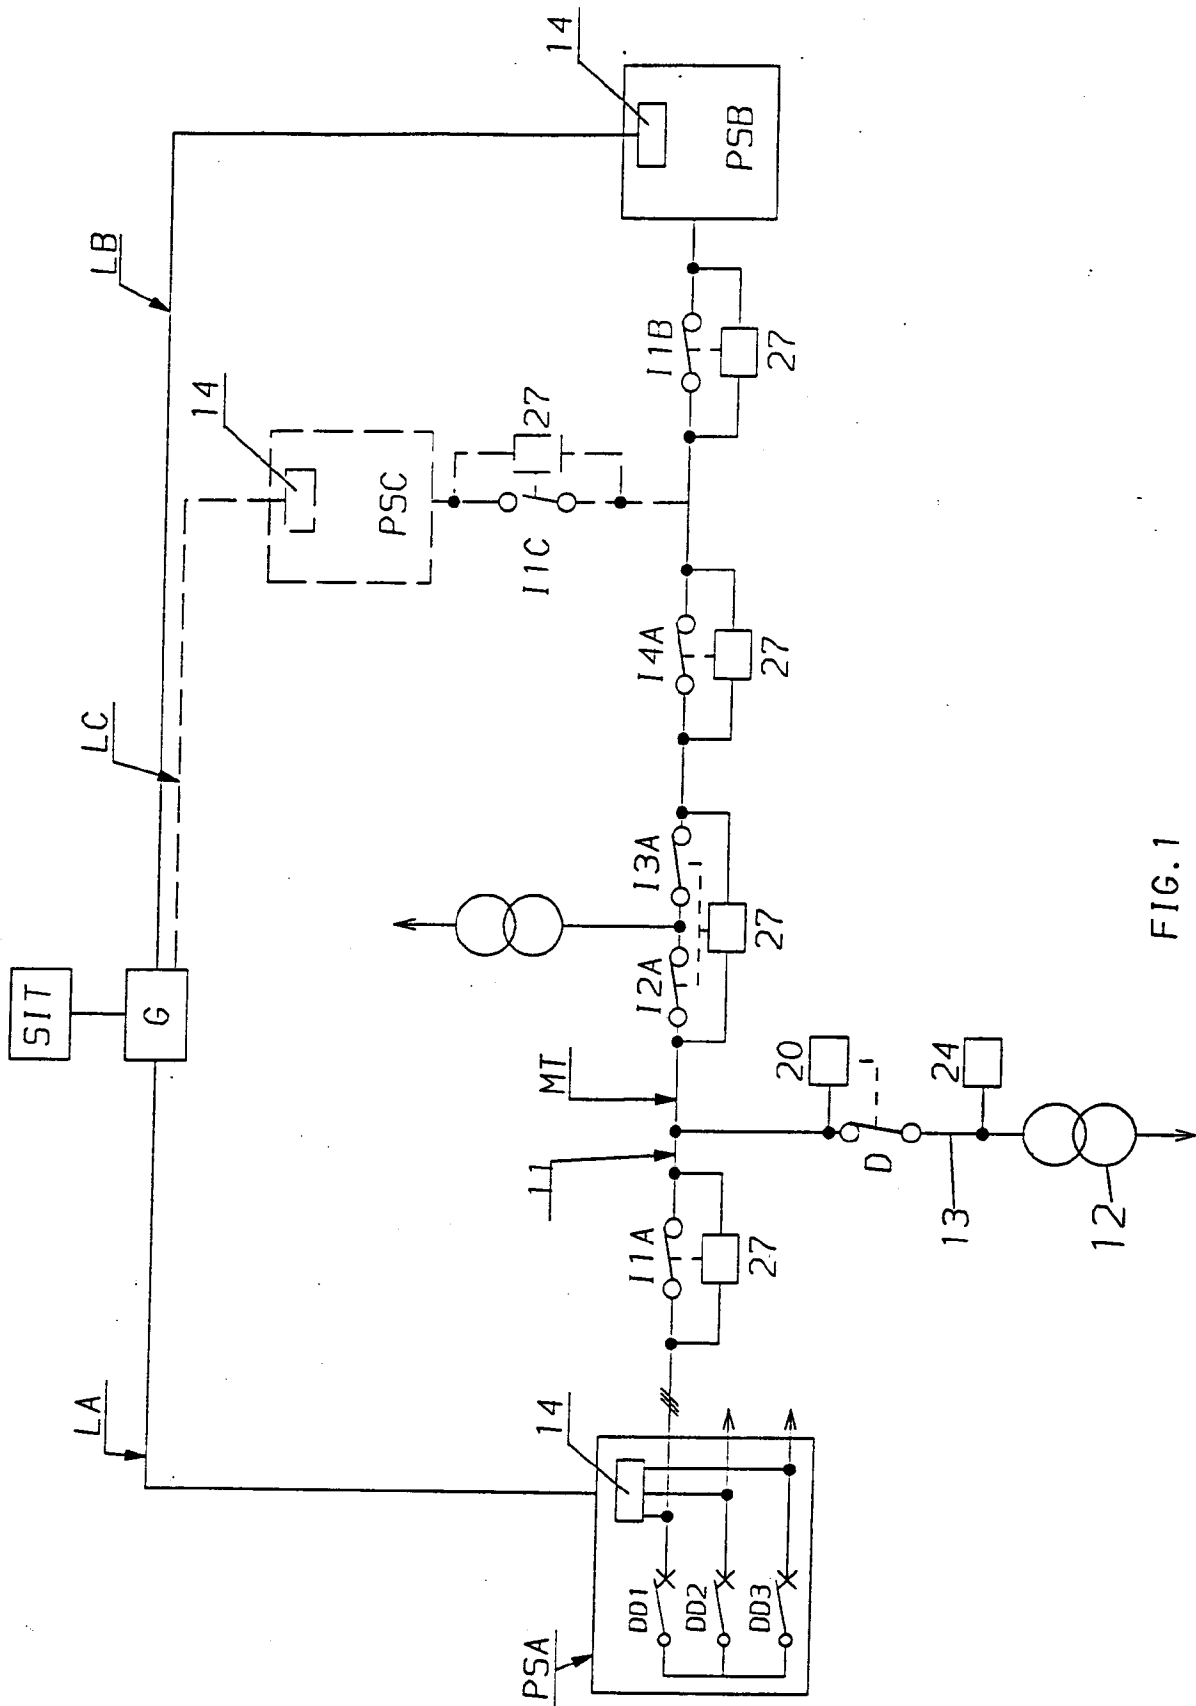 SIT
G
LA
LC
LB
14
PSC
I1C
27
14
PSB
PSA
14
DD1
DD2
DD3
I1A
27
11
MT
I2A
I3A
27
I4A
27
I1B
27
20
D
24
13
12
FIG.1